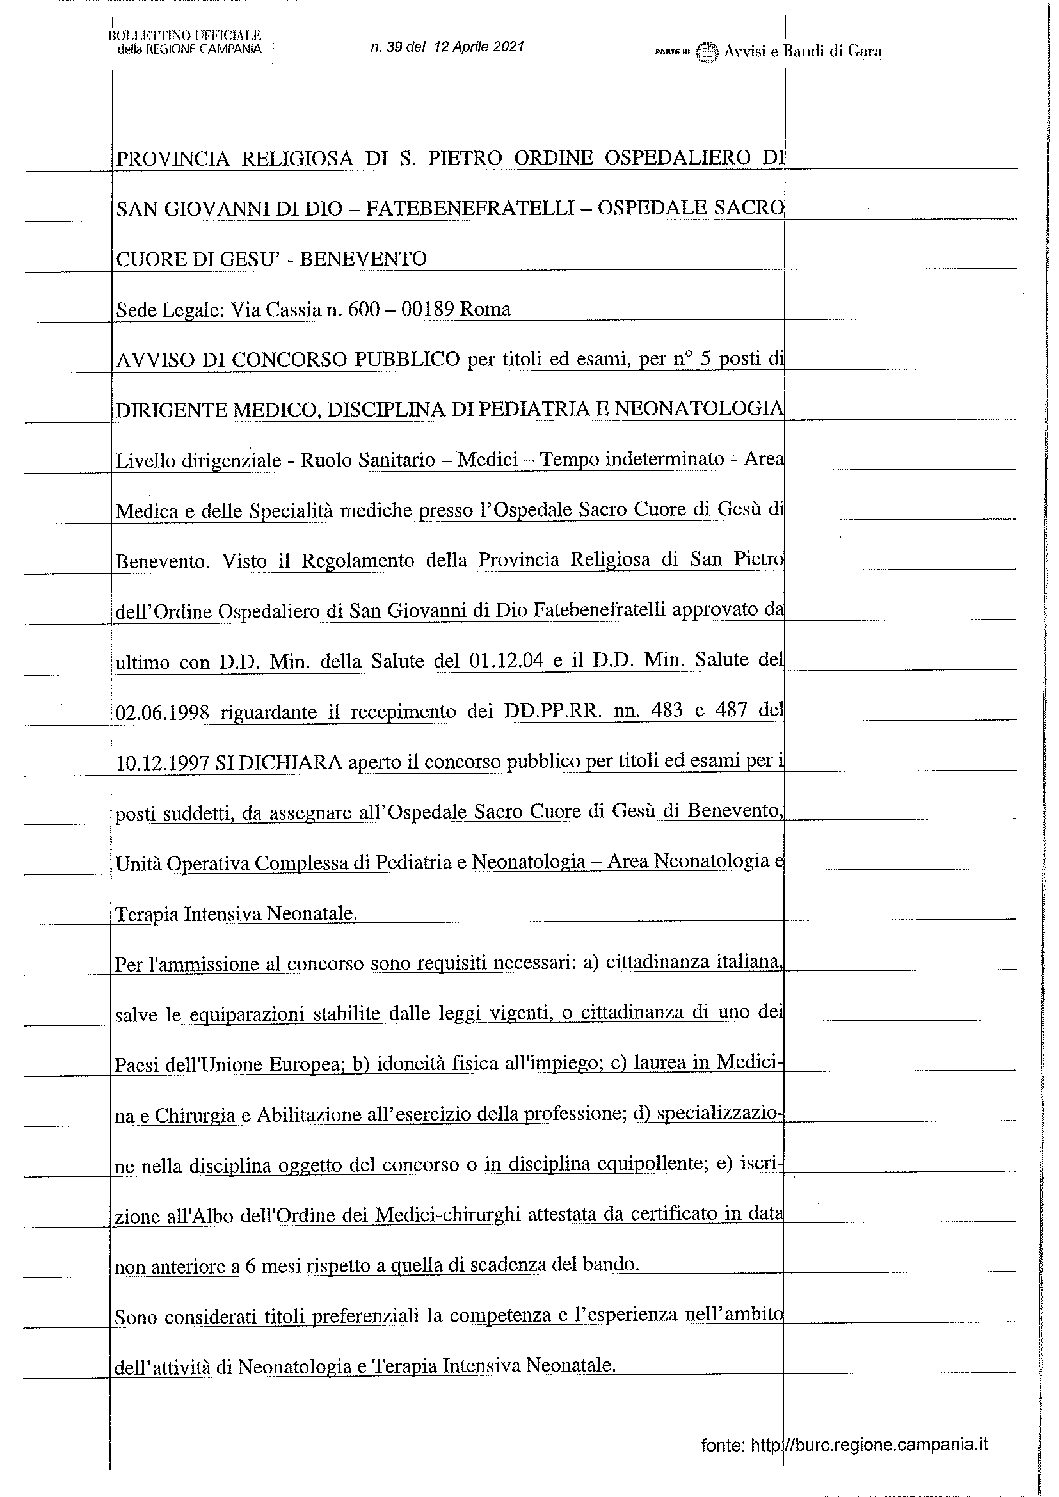 BOLLETTINO UFFICIALE
della REGIONE CAMPANIA
n. 39 del 12 Aprile 2021
PARTE III Avvisi e Bandi di Gara
PROVINCIA RELIGIOSA DI S. PIETRO ORDINE OSPEDALIERO DI
SAN GIOVANNI DI DIO – FATEBENEFRATELLI – OSPEDALE SACRO
CUORE DI GESU' - BENEVENTO
Sede Legale: Via Cassia n. 600 – 00189 Roma
AVVISO DI CONCORSO PUBBLICO per titoli ed esami, per n° 5 posti di
DIRIGENTE MEDICO, DISCIPLINA DI PEDIATRIA E NEONATOLOGIA
Livello dirigenziale - Ruolo Sanitario – Medici – Tempo indeterminato - Area
Medica e delle Specialità mediche presso l'Ospedale Sacro Cuore di Gesù di
Benevento. Visto il Regolamento della Provincia Religiosa di San Pietro
dell'Ordine Ospedaliero di San Giovanni di Dio Fatebenefratelli approvato da
ultimo con D.D. Min. della Salute del 01.12.04 e il D.D. Min. Salute del
02.06.1998 riguardante il recepimento dei DD.PP.RR. nn. 483 e 487 del
10.12.1997 SI DICHIARA aperto il concorso pubblico per titoli ed esami per i
posti suddetti, da assegnare all'Ospedale Sacro Cuore di Gesù di Benevento,
Unità Operativa Complessa di Pediatria e Neonatologia – Area Neonatologia e
Terapia Intensiva Neonatale.
Per l'ammissione al concorso sono requisiti necessari: a) cittadinanza italiana,
salve le equiparazioni stabilite dalle leggi vigenti, o cittadinanza di uno dei
Paesi dell'Unione Europea; b) idoneità fisica all'impiego; c) laurea in Medici-
na e Chirurgia e Abilitazione all'esercizio della professione; d) specializzazio-
ne nella disciplina oggetto del concorso o in disciplina equipollente; e) iscri-
zione all'Albo dell'Ordine dei Medici-chirurghi attestata da certificato in data
non anteriore a 6 mesi rispetto a quella di scadenza del bando.
Sono considerati titoli preferenziali la competenza e l'esperienza nell'ambito
dell'attività di Neonatologia e Terapia Intensiva Neonatale.
fonte: http://burc.regione.campania.it